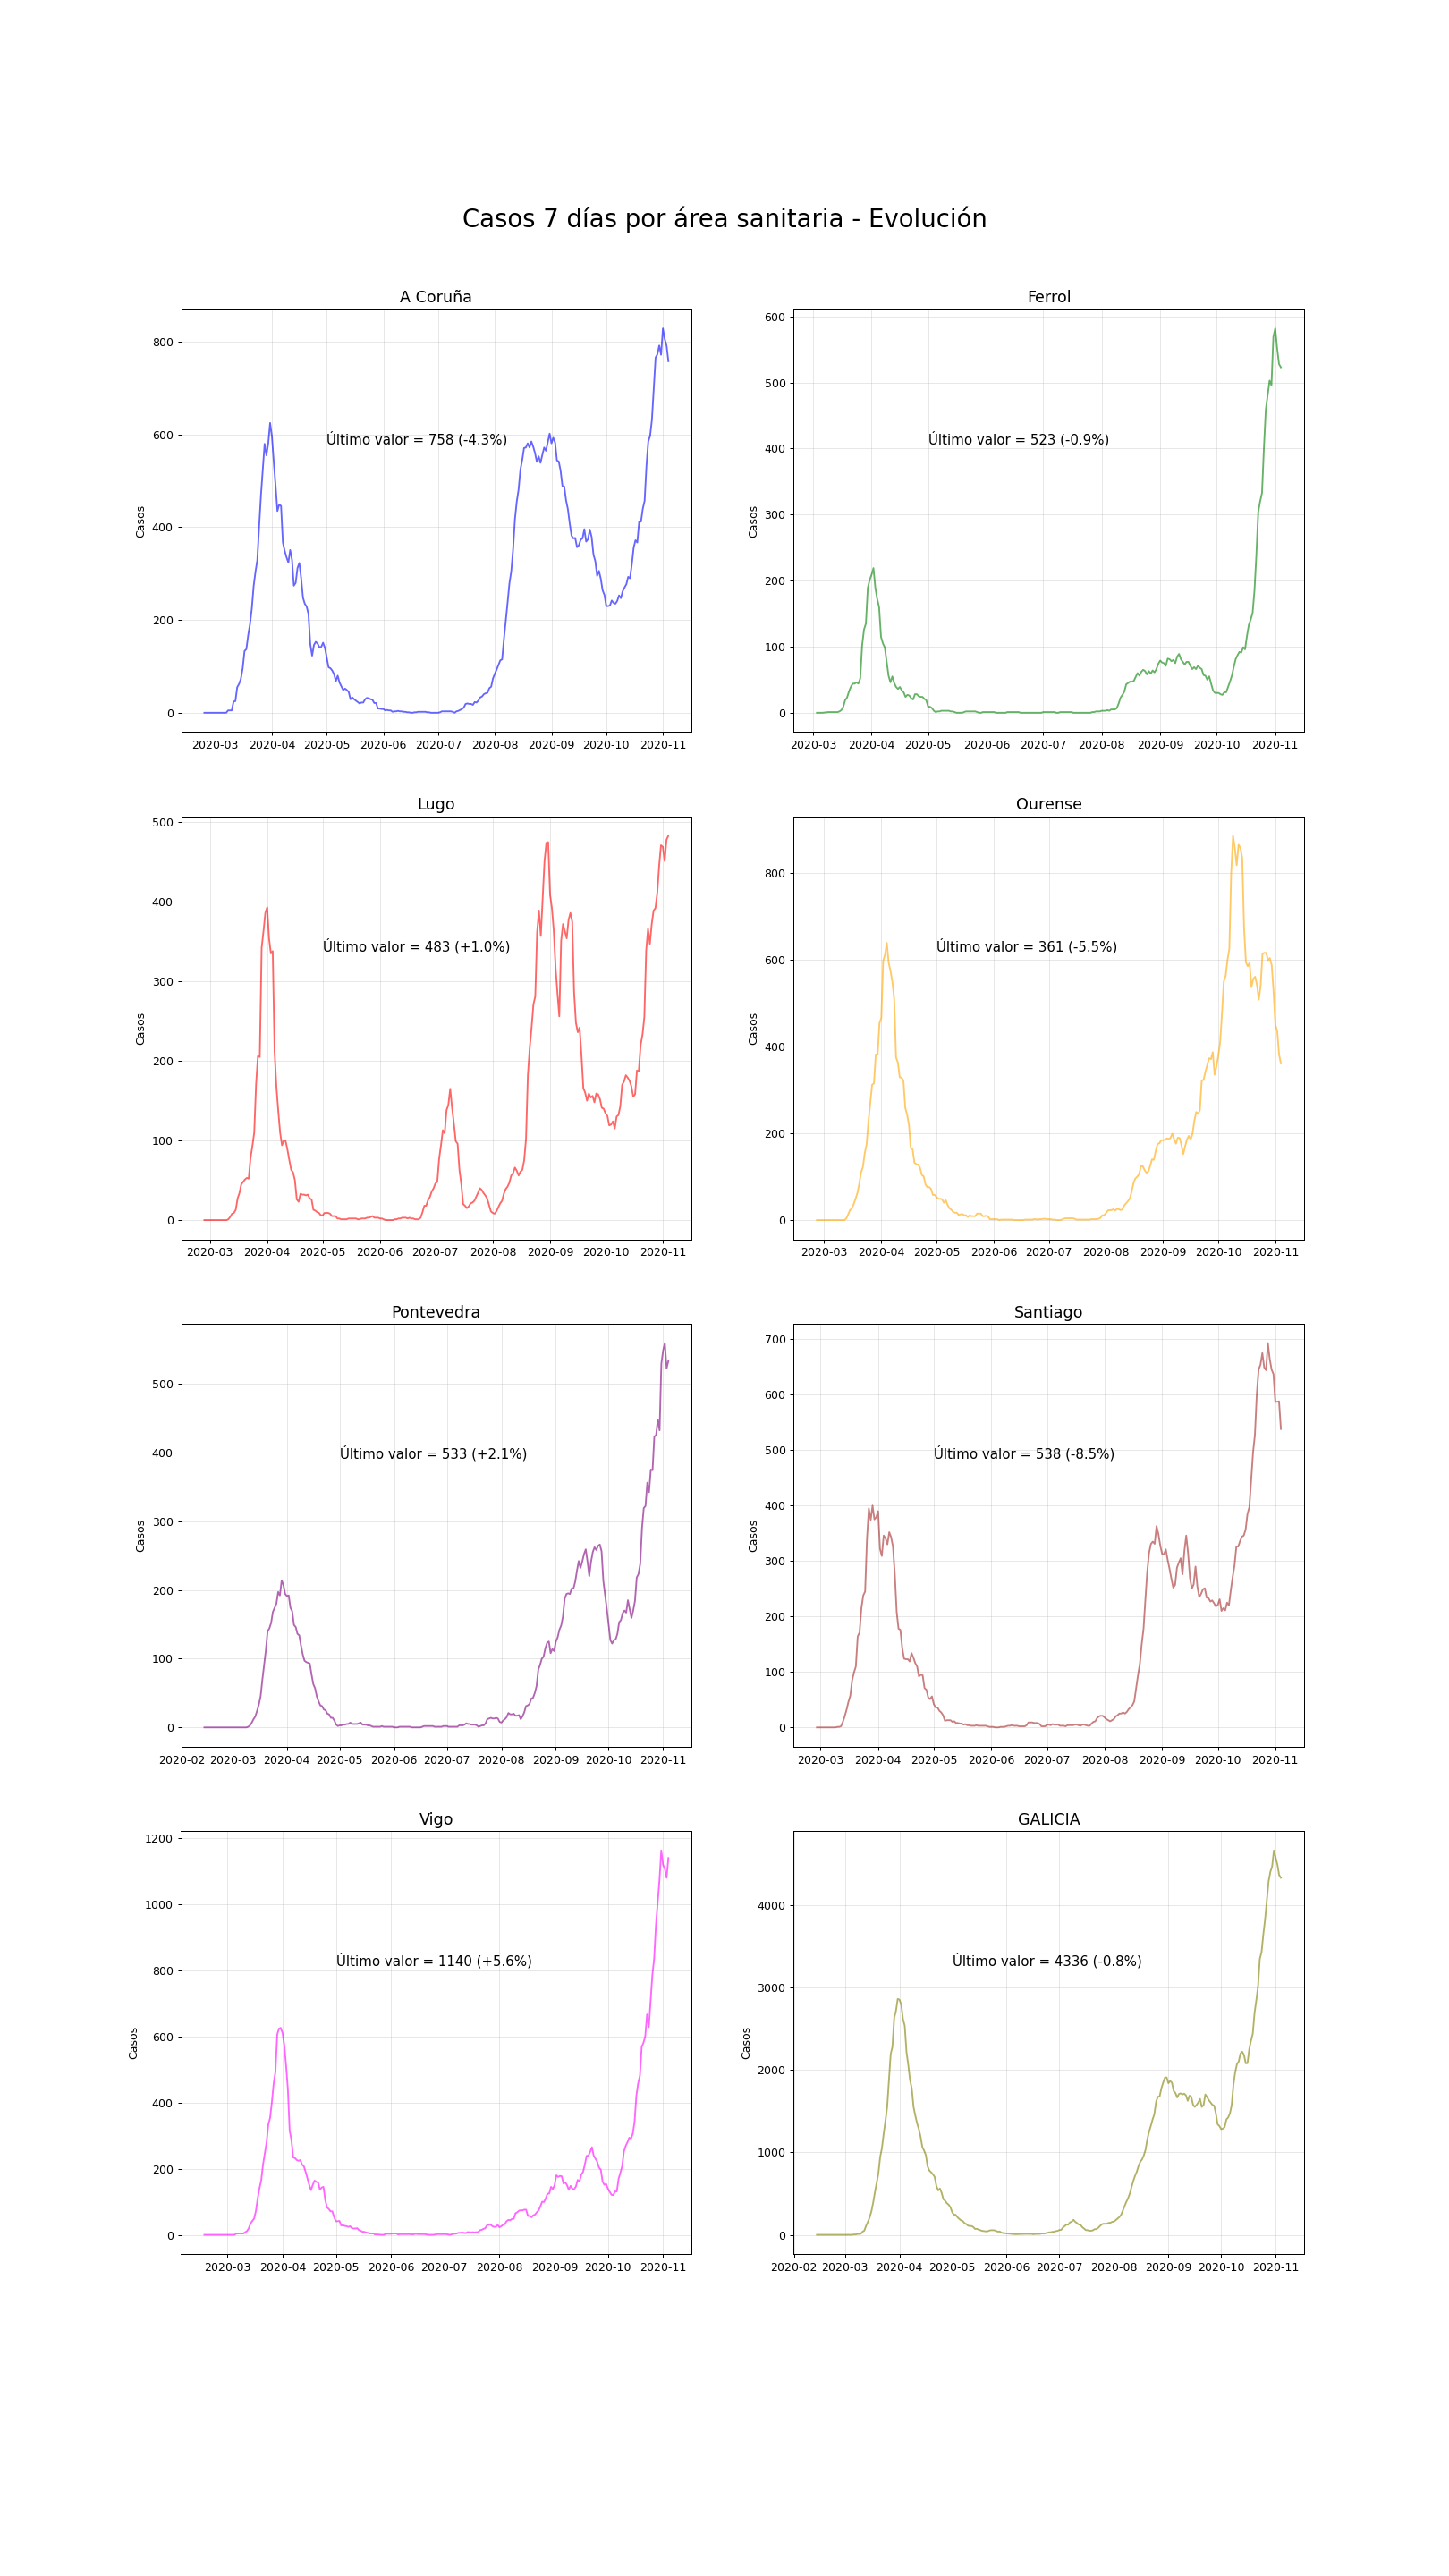 Casos 7 días por área sanitaria - Evolución
A Coruña
800
600
400
200
0
Casos
Último valor = 758 (-4.3%)
2020-03 2020-04 2020-05 2020-06 2020-07 2020-08 2020-09 2020-10 2020-11
Ferrol
600
500
400
300
200
100
0
Casos
Último valor = 523 (-0.9%)
2020-03 2020-04 2020-05 2020-06 2020-07 2020-08 2020-09 2020-10 2020-11
Lugo
500
400
300
200
100
0
Casos
Último valor = 483 (+1.0%)
2020-03 2020-04 2020-05 2020-06 2020-07 2020-08 2020-09 2020-10 2020-11
Ourense
800
600
400
200
0
Casos
Último valor = 361 (-5.5%)
2020-03 2020-04 2020-05 2020-06 2020-07 2020-08 2020-09 2020-10 2020-11
Pontevedra
500
400
300
200
100
0
Casos
Último valor = 533 (+2.1%)
2020-02 2020-03 2020-04 2020-05 2020-06 2020-07 2020-08 2020-09 2020-10 2020-11
Santiago
700
600
500
400
300
200
100
0
Casos
Último valor = 538 (-8.5%)
2020-03 2020-04 2020-05 2020-06 2020-07 2020-08 2020-09 2020-10 2020-11
Vigo
1200
1000
800
600
400
200
0
Casos
Último valor = 1140 (+5.6%)
2020-03 2020-04 2020-05 2020-06 2020-07 2020-08 2020-09 2020-10 2020-11
GALICIA
4000
3000
2000
1000
0
Casos
Último valor = 4336 (-0.8%)
2020-02 2020-03 2020-04 2020-05 2020-06 2020-07 2020-08 2020-09 2020-10 2020-11